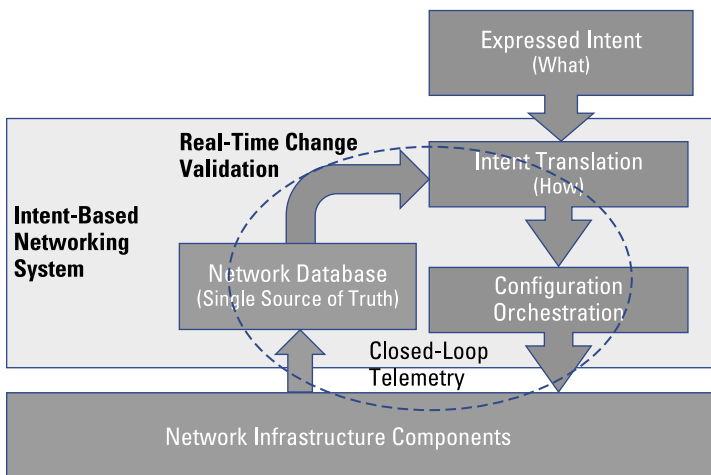 Expressed Intent
(What)
Real-Time Change
Validation
Intent Translation
(How)
Intent-Based
Networking
System
Network Database
(Single Source of Truth)
Configuration
Orchestration
Closed-Loop
Telemetry
Network Infrastructure Components